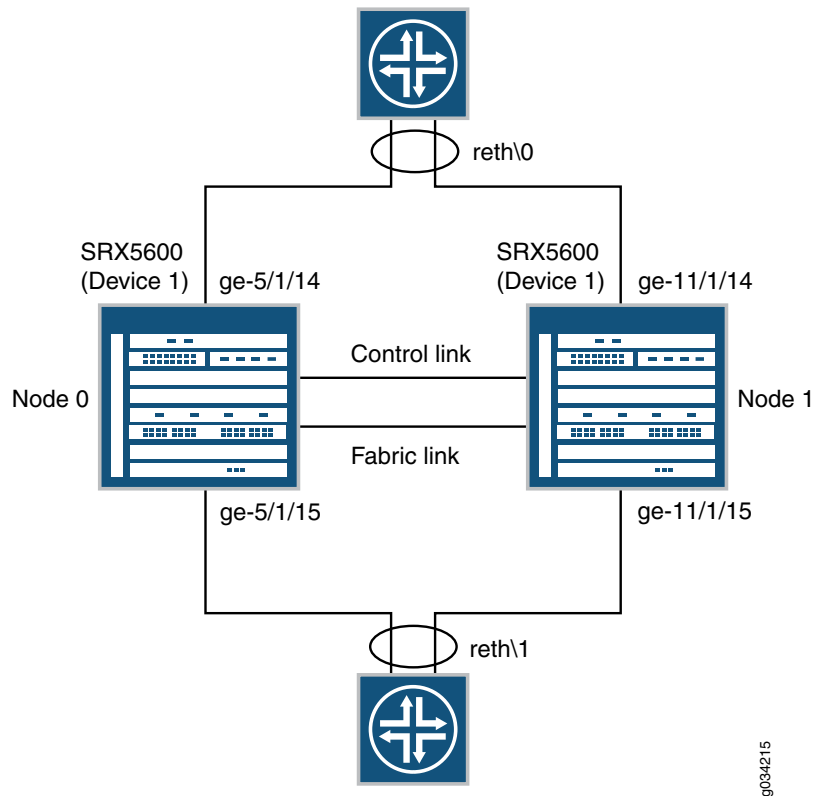 reth\0
SRX5600
(Device 1)
ge-5/1/14
SRX5600
(Device 1)
ge-11/1/14
Control link
Node 0
Node 1
Fabric link
ge-5/1/15
ge-11/1/15
reth\1
g034215